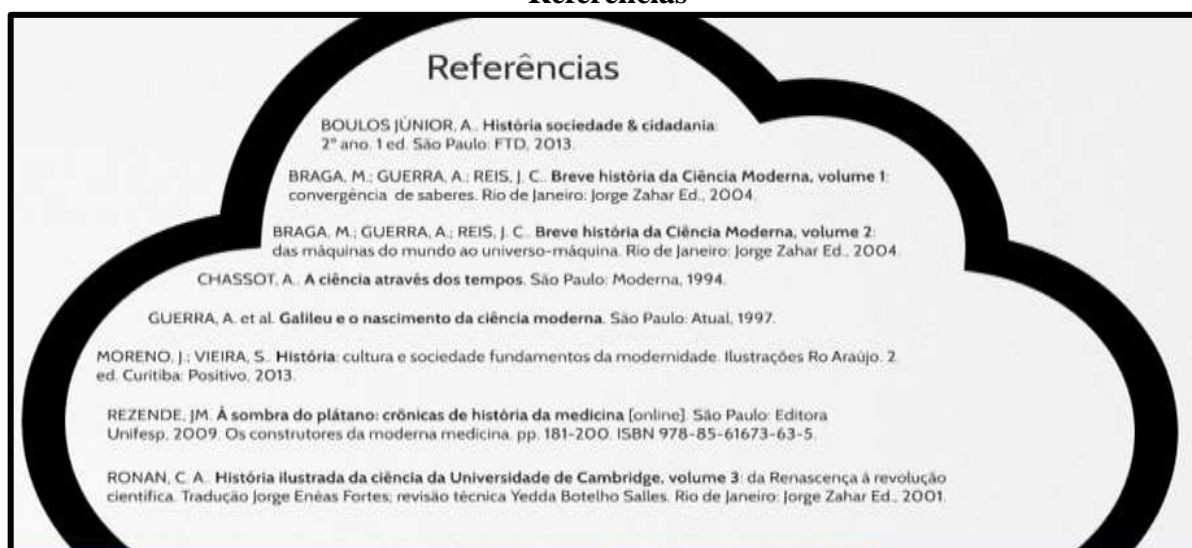 Referências
Referências
BOULOS JÚNIOR, A.. História sociedade & cidadania:
2º ano. 1 ed. São Paulo: FTD, 2013.
BRAGA, M.; GUERRA, A.; REIS, J. C.. Breve história da Ciência Moderna, volume 1:
convergência de saberes. Rio de Janeiro: Jorge Zahar Ed., 2004.
BRAGA, M.; GUERRA, A.; REIS, J. C.. Breve história da Ciência Moderna, volume 2:
das máquinas do mundo ao universo-máquina. Rio de Janeiro: Jorge Zahar Ed., 2004.
CHASSOT, A.. A ciência através dos tempos. São Paulo: Moderna, 1994.
GUERRA, A. et al. Galileu e o nascimento da ciência moderna. São Paulo: Atual, 1997.
MORENO, J.; VIEIRA, S.. História: cultura e sociedade fundamentos da modernidade. Ilustrações Ro Araújo. 2.
ed. Curitiba: Positivo, 2013.
REZENDE, JM. À sombra do plátano: crônicas de história da medicina [online]. São Paulo: Editora
Unifesp, 2009. Os construtores da moderna medicina. pp. 181-200. ISBN 978-85-61673-63-5.
RONAN, C. A.. História ilustrada da ciência da Universidade de Cambridge, volume 3: da Renascença à revolução
científica. Tradução Jorge Enéas Fortes; revisão técnica Yedda Botelho Salles. Rio de Janeiro: Jorge Zahar Ed., 2001.